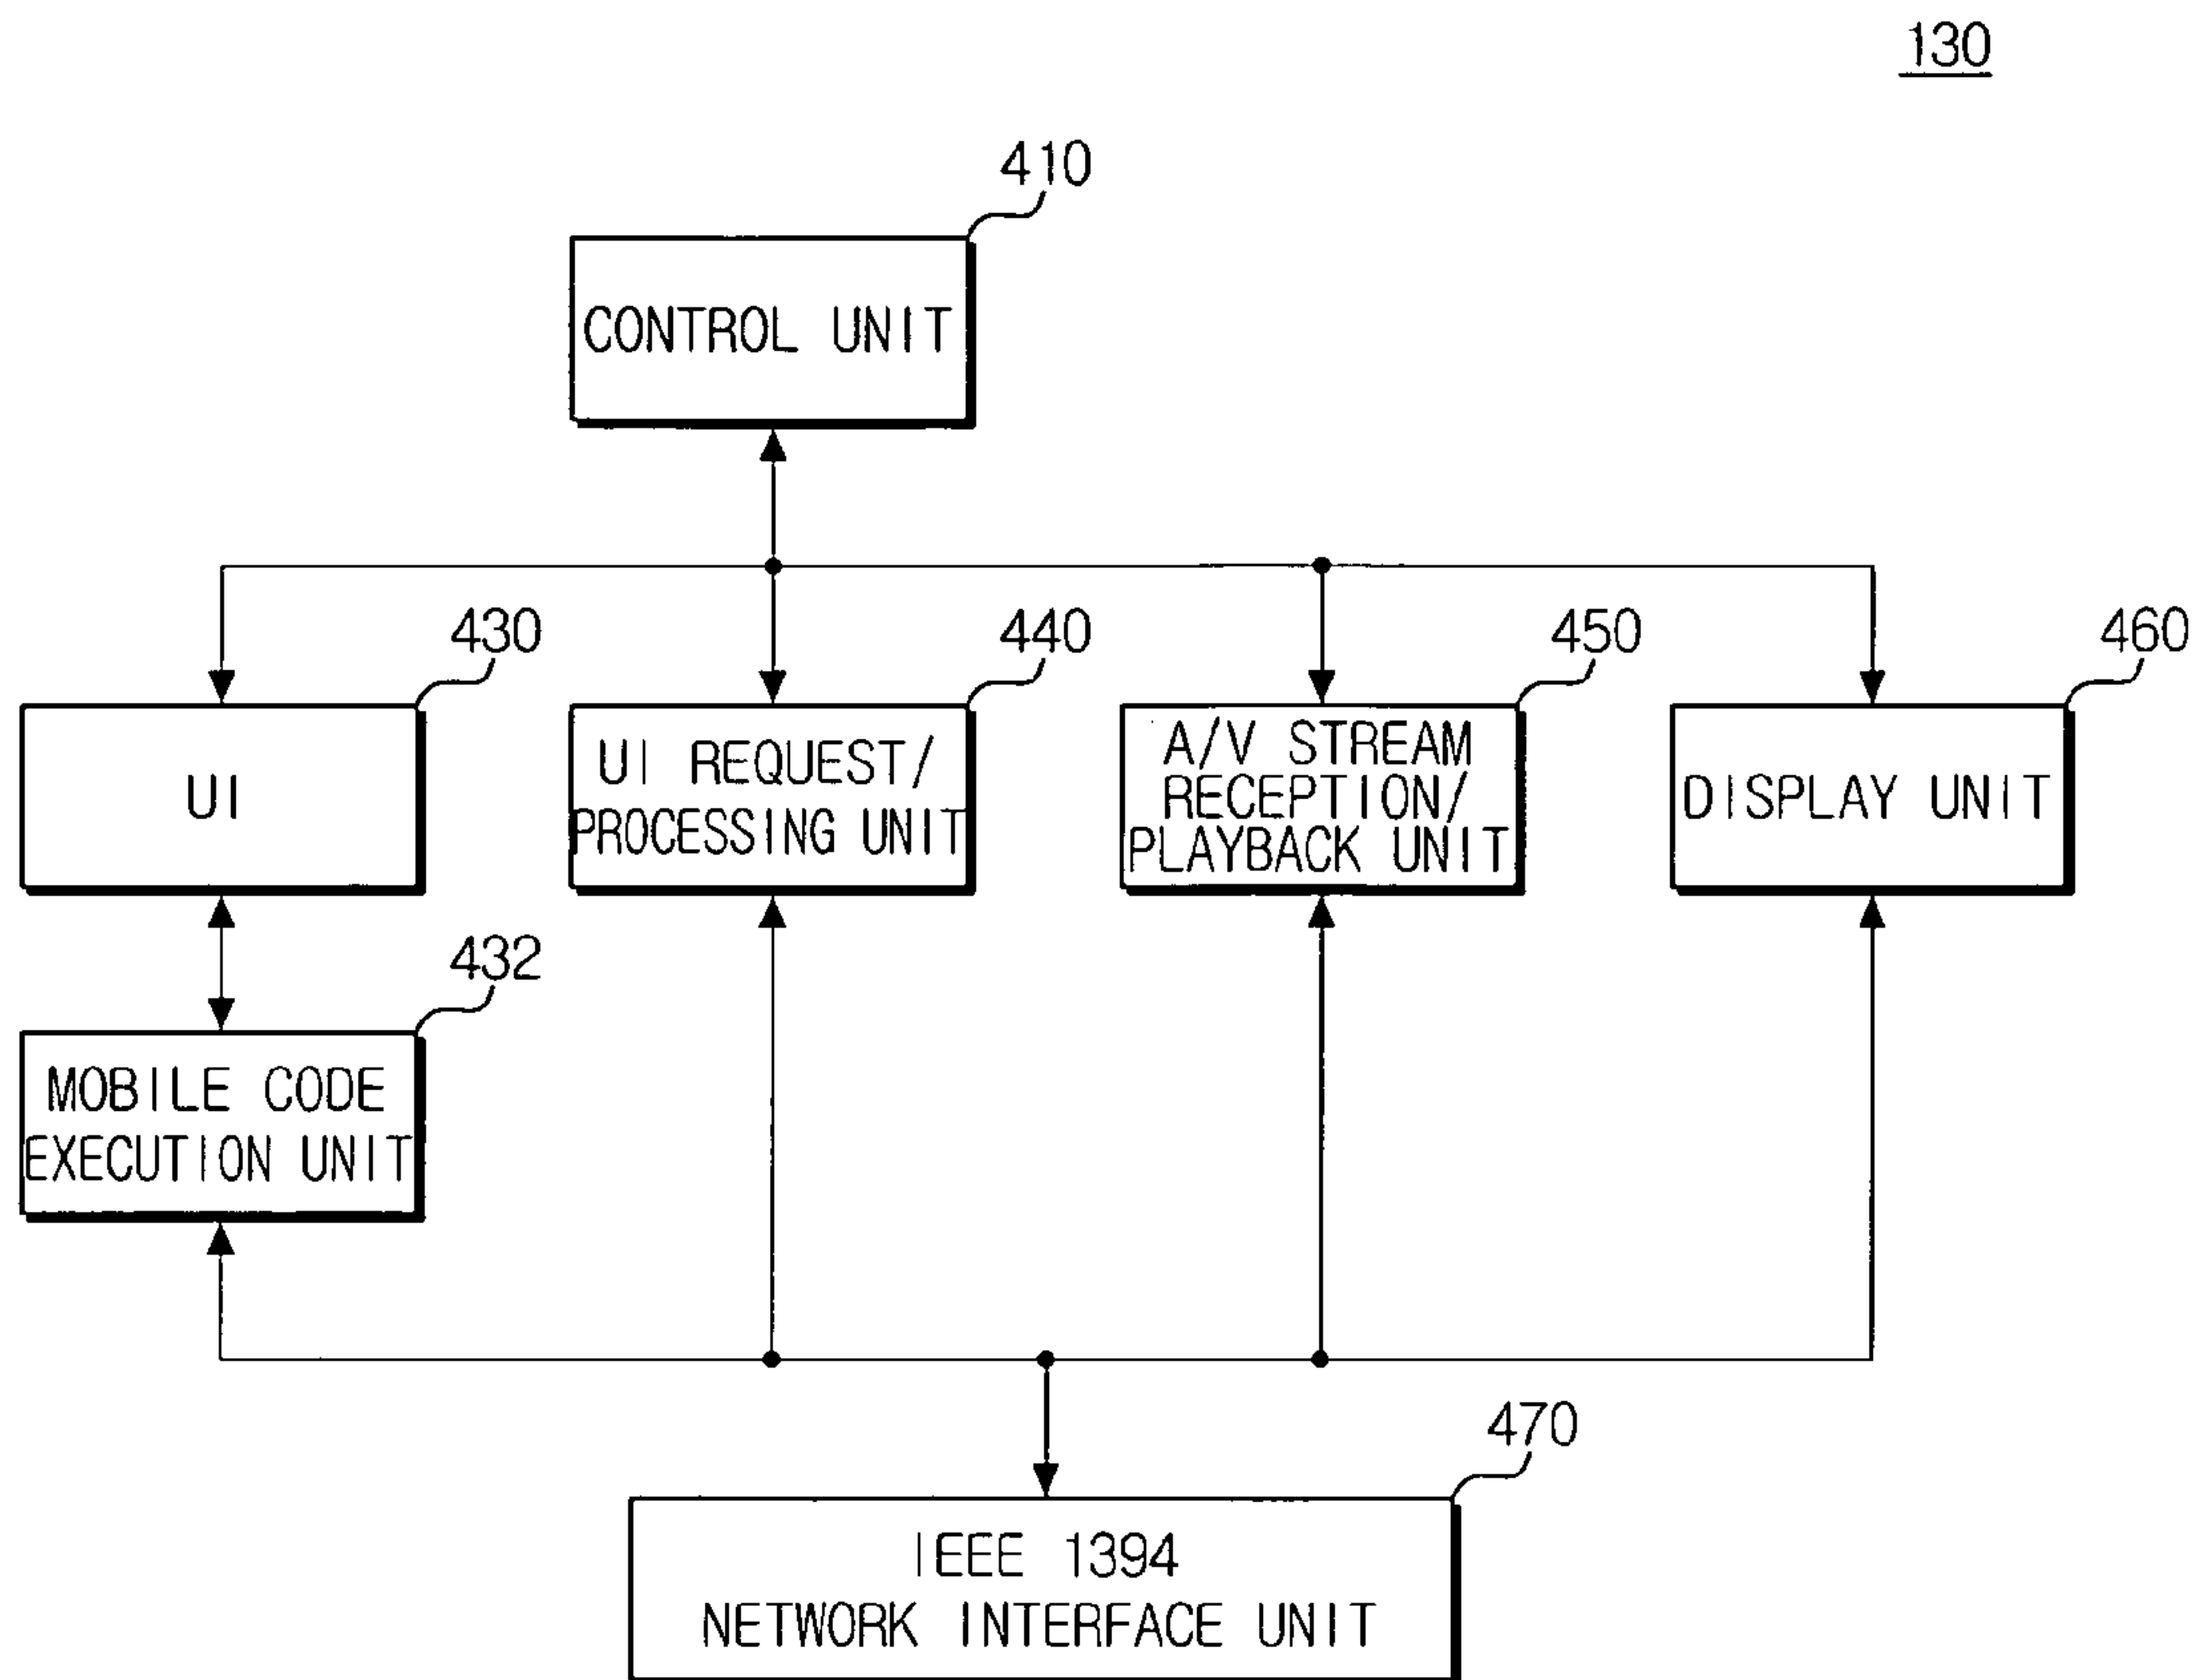 130
410
CONTROL UNIT
430
440
450
460
UI
UI REQUEST/
PROCESSING UNIT
A/V STREAM
RECEPTION/
PLAYBACK UNIT
DISPLAY UNIT
432
MOBILE CODE
EXECUTION UNIT
470
IEEE 1394
NETWORK INTERFACE UNIT